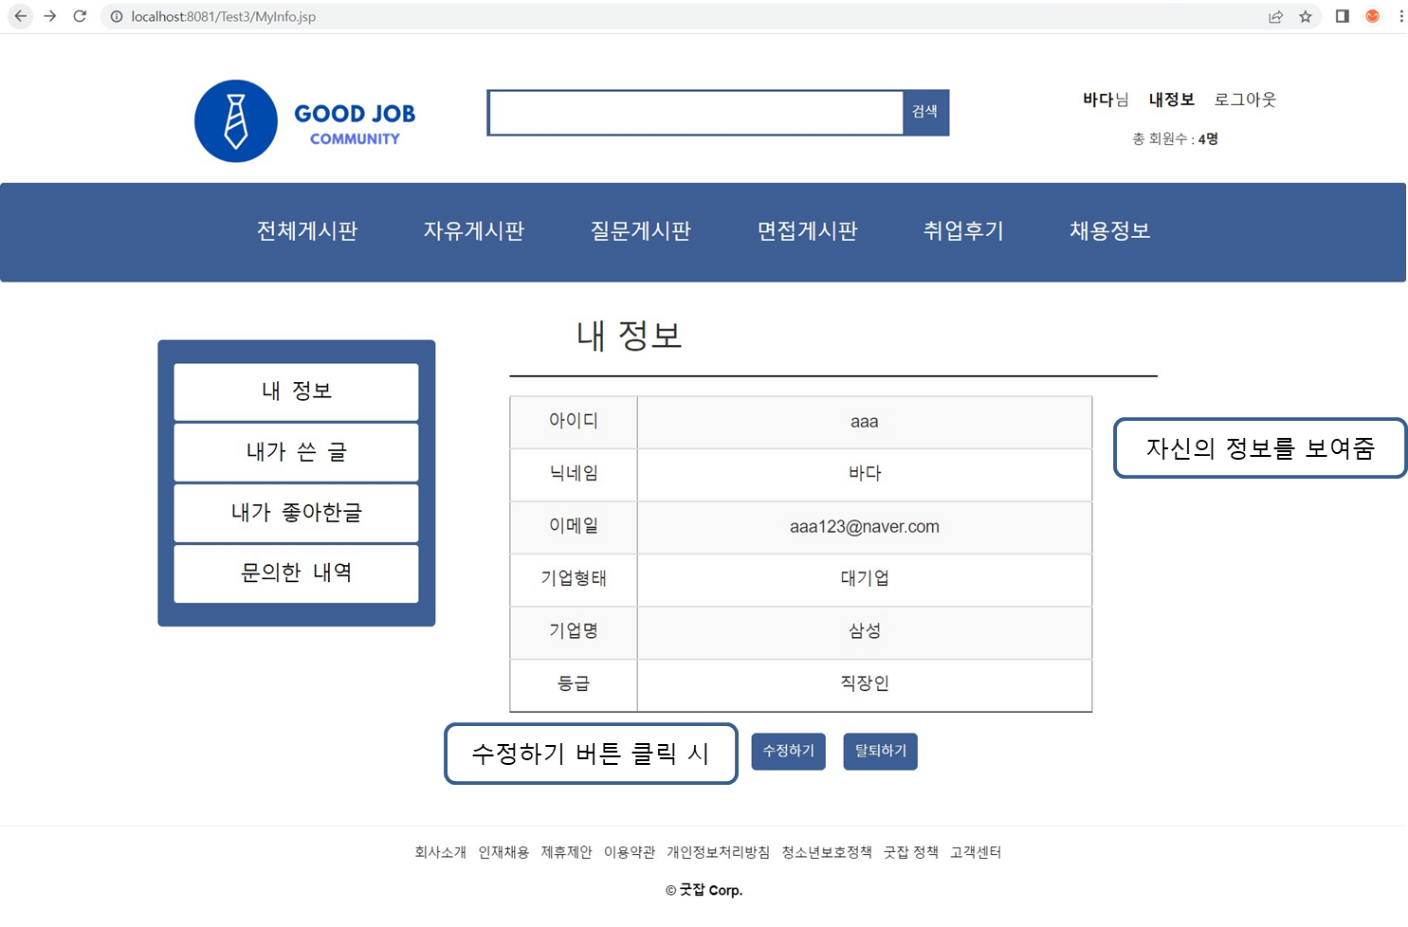 localhost:8081/Test3/MyInfo.jsp
GOOD JOB
COMMUNITY
검색
바다님 내정보 로그아웃
총 회원수 : 4명
전체게시판 자유게시판 질문게시판 면접게시판 취업후기 채용정보
내 정보
내가 쓴 글
내가 좋아한글
문의한 내역
내 정보
아이디 aaa
닉네임 바다
이메일 aaa123@naver.com
기업형태 대기업
기업명 삼성
등급 직장인
자신의 정보를 보여줌
수정하기 버튼 클릭 시
수정하기 탈퇴하기
회사소개 인재채용 제휴제안 이용약관 개인정보처리방침 청소년보호정책 굿잡 정책 고객센터
© 굿잡 Corp.